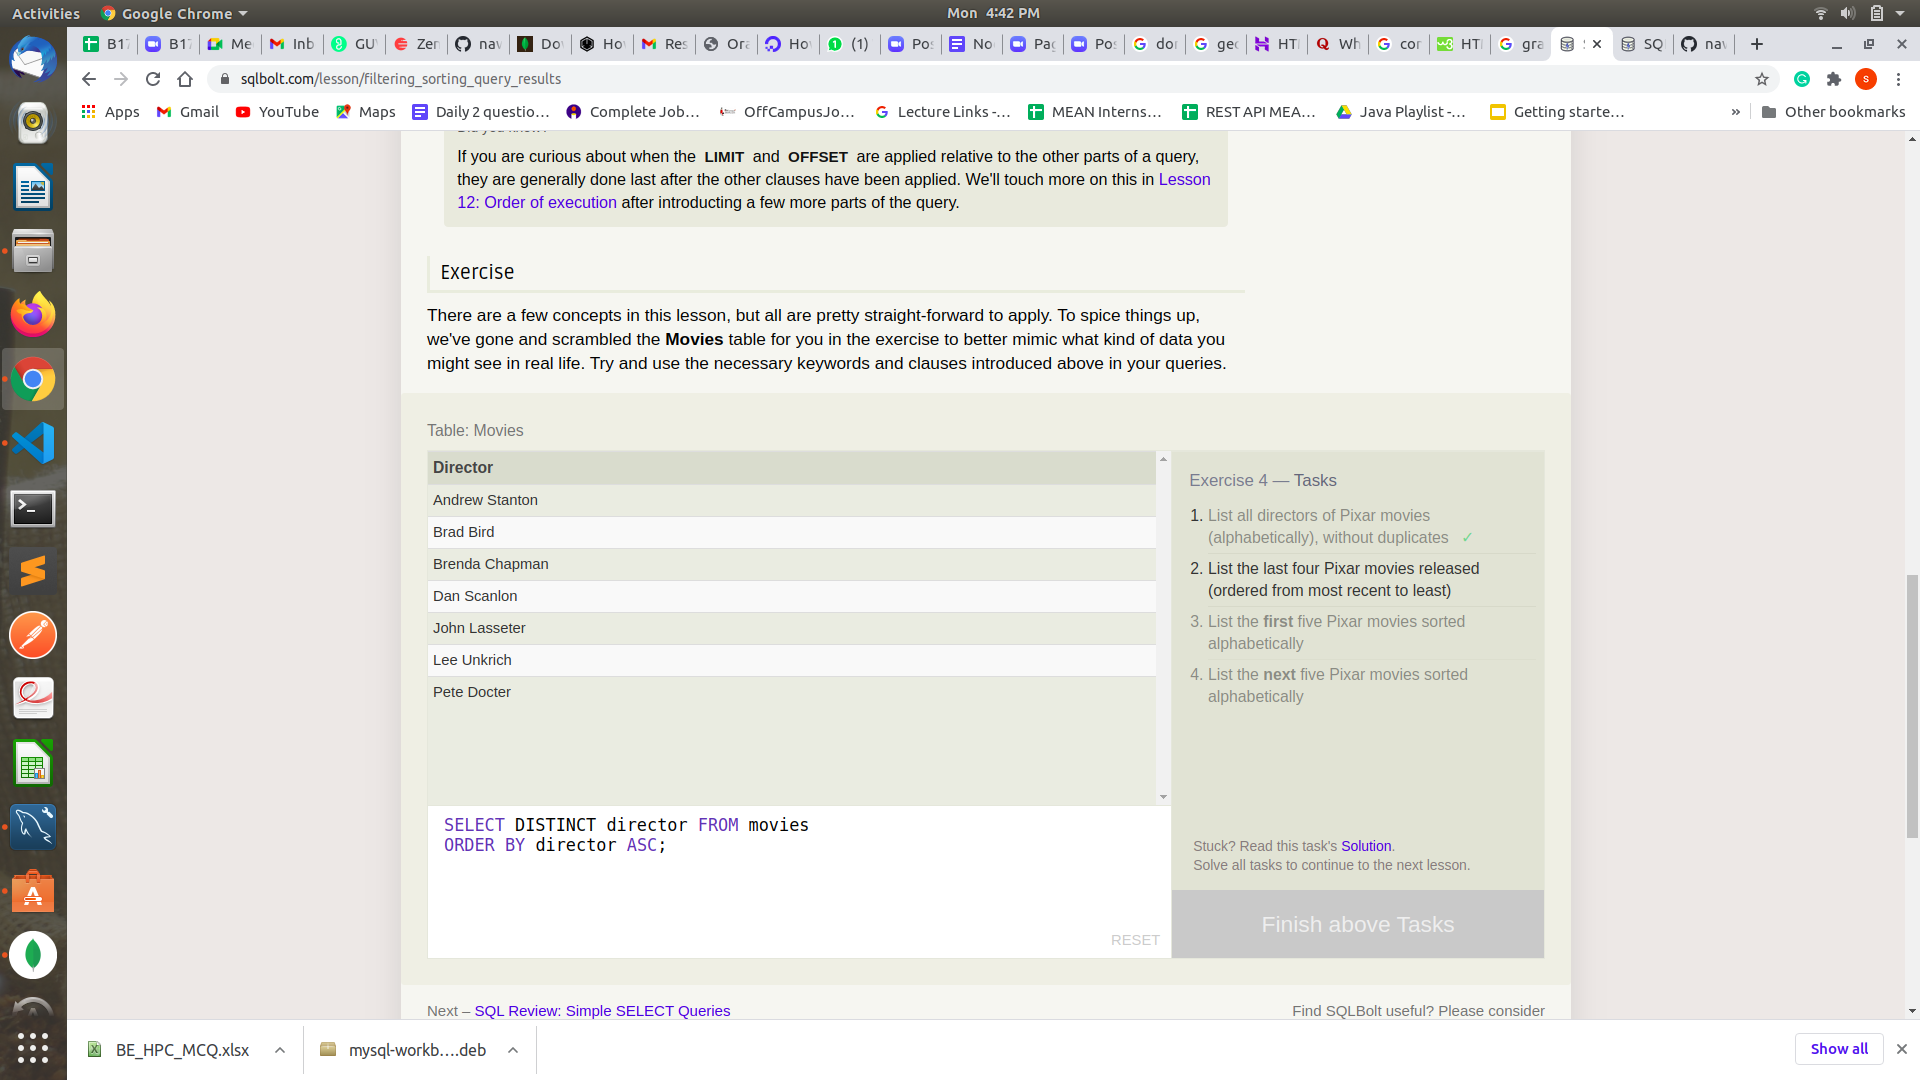 Activities
Google Chrome
Mon 4:42 PM
B17
B17
Me
Inb
GU
Zen
nav
Do
Ho
Res
Ora
Ho
(1)
Pos
No
Pag
Pos
dor
geo
HT
Wh
cor
HTI
gra
SQ
nav
sqlbolt.com/lesson/filtering_sorting_query_results
Apps
Gmail
YouTube
Maps
Daily 2 questio...
Complete Job...
OffCampusJo...
Lecture Links -...
MEAN Interns...
REST API MEA...
Java Playlist -...
Getting starte...
»
Other bookmarks
Did you know?
If you are curious about when the LIMIT and OFFSET are applied relative to the other parts of a query,
they are generally done last after the other clauses have been applied. We'll touch more on this in Lesson
12: Order of execution after introducting a few more parts of the query.
Exercise
There are a few concepts in this lesson, but all are pretty straight-forward to apply. To spice things up,
we've gone and scrambled the Movies table for you in the exercise to better mimic what kind of data you
might see in real life. Try and use the necessary keywords and clauses introduced above in your queries.
Table: Movies
Director
Andrew Stanton
Brad Bird
Brenda Chapman
Dan Scanlon
John Lasseter
Lee Unkrich
Pete Docter
SELECT DISTINCT director FROM movies
ORDER BY director ASC;
RESET
Exercise 4 — Tasks
1. List all directors of Pixar movies
(alphabetically), without duplicates ✓
2. List the last four Pixar movies released
(ordered from most recent to least)
3. List the first five Pixar movies sorted
alphabetically
4. List the next five Pixar movies sorted
alphabetically
Stuck? Read this task's Solution.
Solve all tasks to continue to the next lesson.
Finish above Tasks
Next – SQL Review: Simple SELECT Queries
Find SQLBolt useful? Please consider
BE_HPC_MCQ.xlsx
mysql-workb....deb
Show all